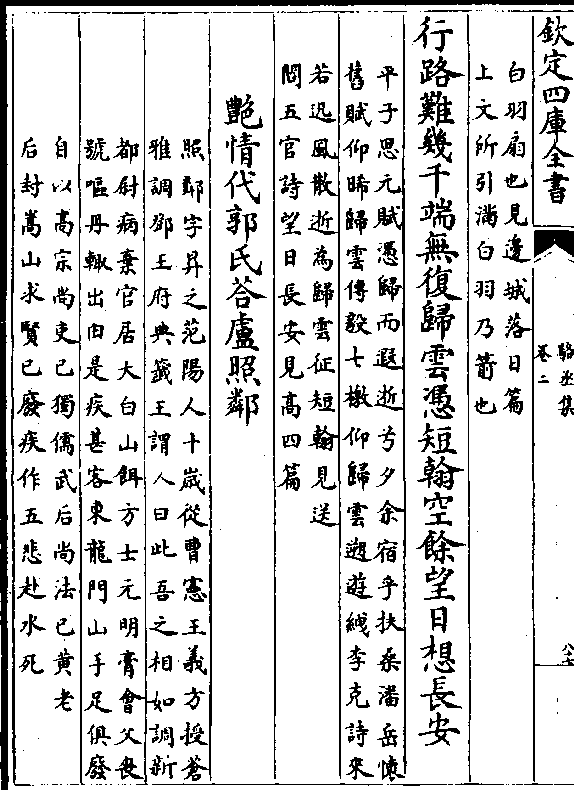 欽定四庫全書
駱丞集
卷二
六十
白羽扇也見邊城落日篇
上文所引滿白羽乃箭也
行路難幾千端無復歸雲憑短翰空餘望日想長安
平子思元賦憑歸而遐逝兮夕余宿乎扶桑潘岳懷
舊賦仰睎歸雲傅毅七檄仰歸雲遡遊絨李克詩來
若迅風散逝為歸雲征短翰見送
閻五官詩望日長安見高四篇
艷情代郭氏荅盧照鄰
照鄰字昇之范陽人十歲從曹憲王義方授蒼
雅調鄧王府典籤王謂人曰此吾之相如調新
都尉病棄官居太白山餌方士元明膏會父喪
號嘔丹輙出由是疾甚客東龍門山手足俱廢
自以高宗尚吏已獨儒武后尚法已黄老
后封嵩山求賢已廢疾作五悲赴水死